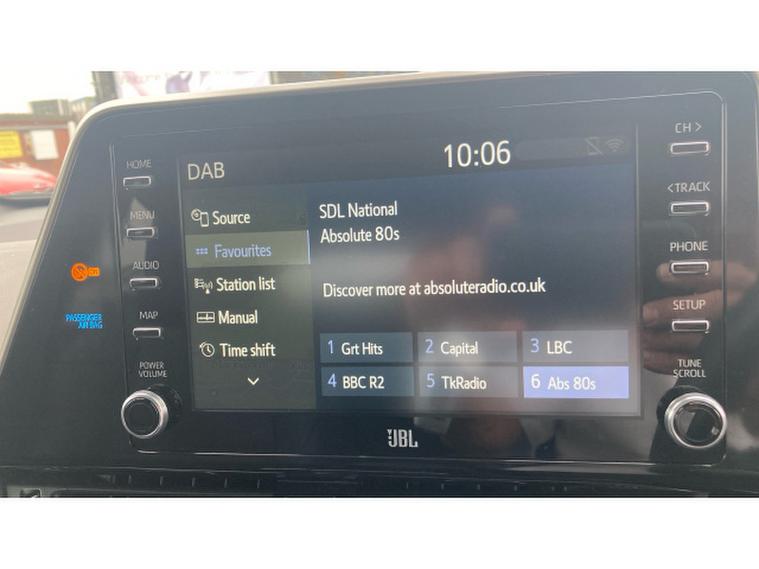 HOME
MENU
AUDIO
MAP
POWER
VOLUME
PASSENGER
AIR BAG
DAB
10:06
Source
Favourites
Station list
Manual
Time shift
SDL National
Absolute 80s
Discover more at absoluteradio.co.uk
1 Grt Hits
2 Capital
3 LBC
4 BBC R2
5 TkRadio
6 Abs 80s
JBL
CH >
< TRACK
PHONE
SETUP
TUNE
SCROLL